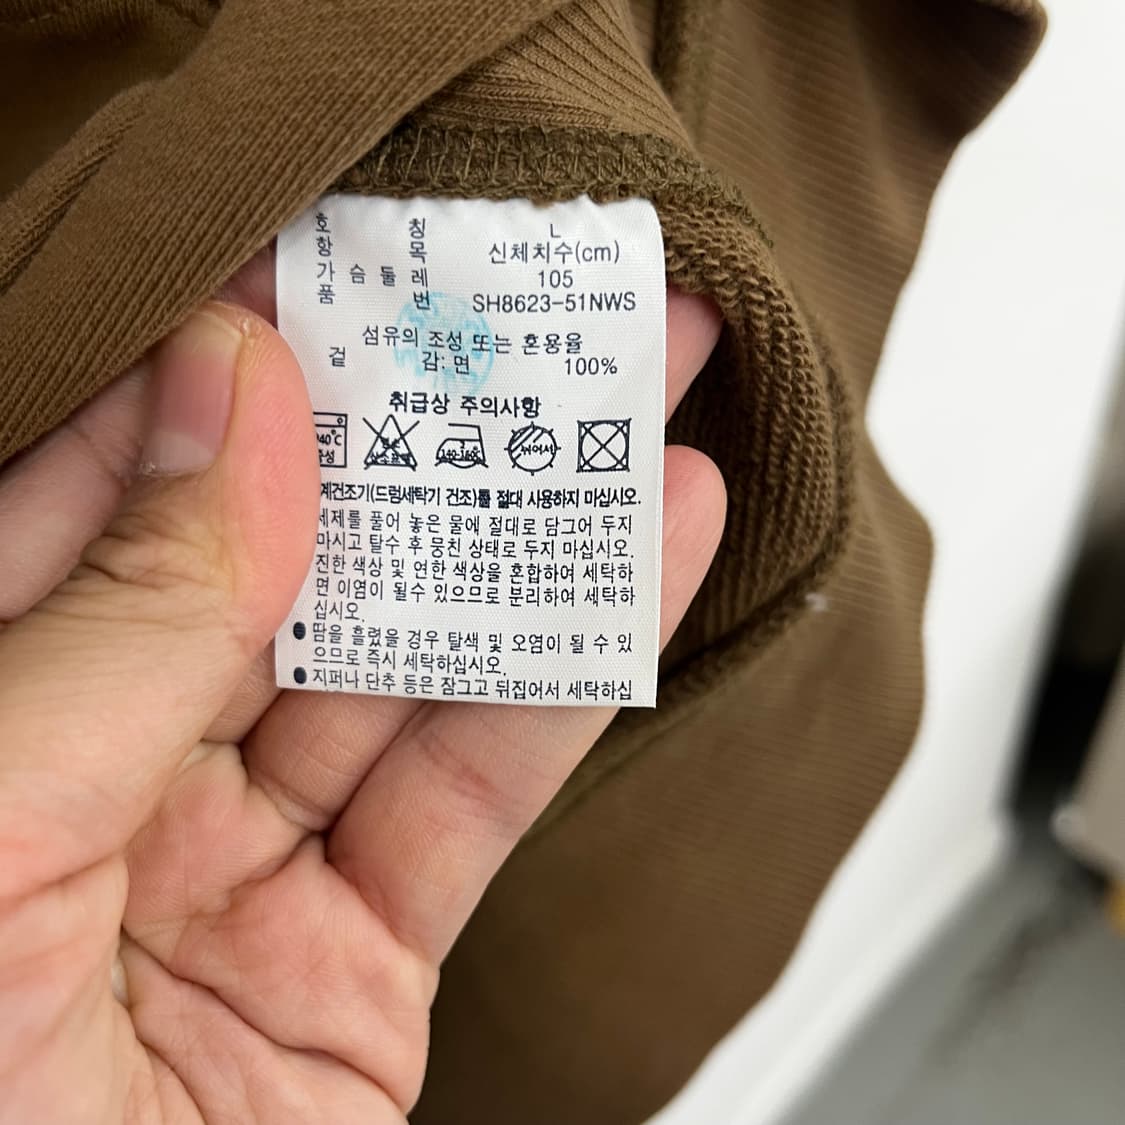 호 칭 L
항 목 신체치수(cm)
가 슴 둘 레 105
품 번 SH8623-51NWS
섬유의 조성 또는 혼용율
겉 감: 면 100%
취급상 주의사항
40℃
중성
뉘어서
140-160℃
계건조기(드럼세탁기 건조)를 절대 사용하지 마십시오.
세제를 풀어 놓은 물에 절대로 담그어 두지
마시고 탈수 후 뭉친 상태로 두지 마십시오.
진한 색상 및 연한 색상을 혼합하여 세탁하
면 이염이 될수 있으므로 분리하여 세탁하
십시오.
● 땀을 흘렸을 경우 탈색 및 오염이 될 수 있
으므로 즉시 세탁하십시오.
● 지퍼나 단추 등은 잠그고 뒤집어서 세탁하십